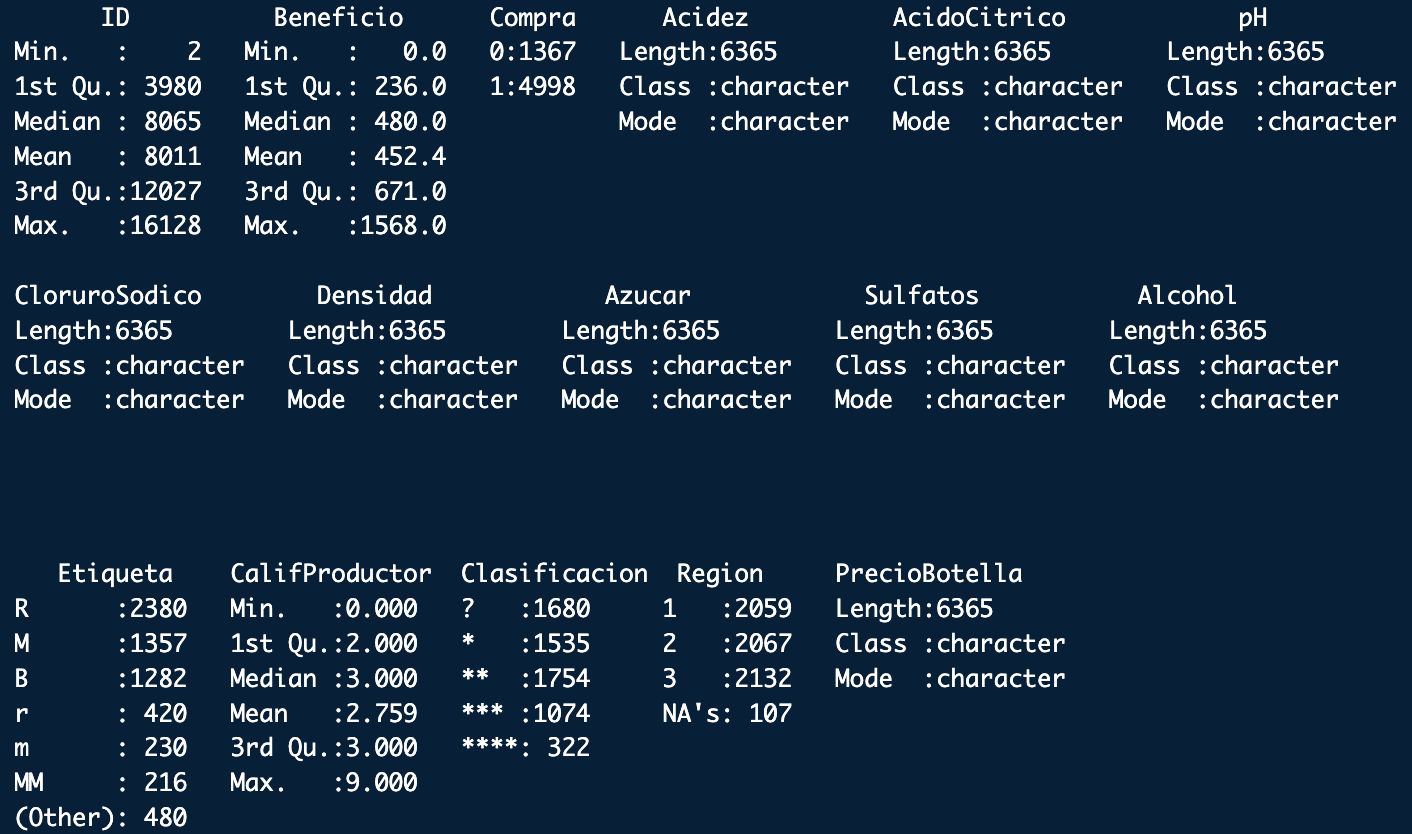 ID Beneficio Compra Acidez AcidoCitrico pH
Min. : 2 Min. : 0.0 0:1367 Length:6365 Length:6365 Length:6365
1st Qu.: 3980 1st Qu.: 236.0 1:4998 Class :character Class :character Class :character
Median : 8065 Median : 480.0 Mode :character Mode :character Mode :character
Mean : 8011 Mean : 452.4
3rd Qu.:12027 3rd Qu.: 671.0
Max. :16128 Max. :1568.0
CloruroSodico Densidad Azucar Sulfatos Alcohol
Length:6365 Length:6365 Length:6365 Length:6365 Length:6365
Class :character Class :character Class :character Class :character Class :character
Mode :character Mode :character Mode :character Mode :character Mode :character
Etiqueta CalifProductor Clasificacion Region PrecioBotella
R :2380 Min. :0.000 ? :1680 1 :2059 Length:6365
M :1357 1st Qu.:2.000 * :1535 2 :2067 Class :character
B :1282 Median :3.000 ** :1754 3 :2132 Mode :character
r : 420 Mean :2.759 *** :1074 NA's: 107
m : 230 3rd Qu.:3.000 ****: 322
MM : 216 Max. :9.000
(Other): 480